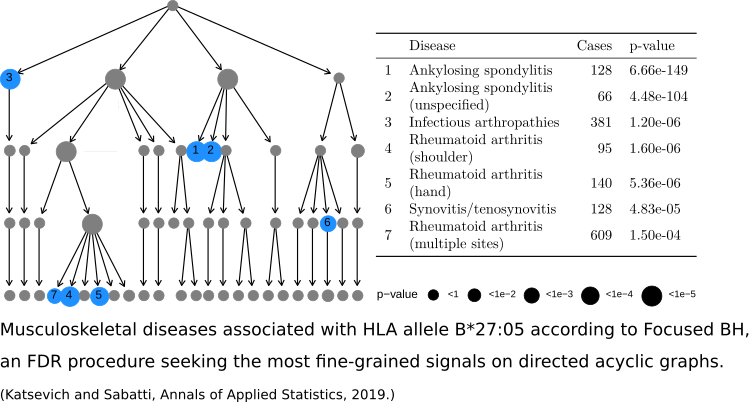 3
1 2
6
7 4 5
Disease Cases p-value
1 Ankylosing spondylitis 128 6.66e-149
2 Ankylosing spondylitis (unspecified) 66 4.48e-104
3 Infectious arthropathies 381 1.20e-06
4 Rheumatoid arthritis (shoulder) 95 1.60e-06
5 Rheumatoid arthritis (hand) 140 5.36e-06
6 Synovitis/tenosynovitis 128 4.83e-05
7 Rheumatoid arthritis (multiple sites) 609 1.50e-04
p−value <1 <1e−2 <1e−3 <1e−4 <1e−5
Musculoskeletal diseases associated with HLA allele B*27:05 according to Focused BH,
an FDR procedure seeking the most fine-grained signals on directed acyclic graphs.
(Katsevich and Sabatti, Annals of Applied Statistics, 2019.)